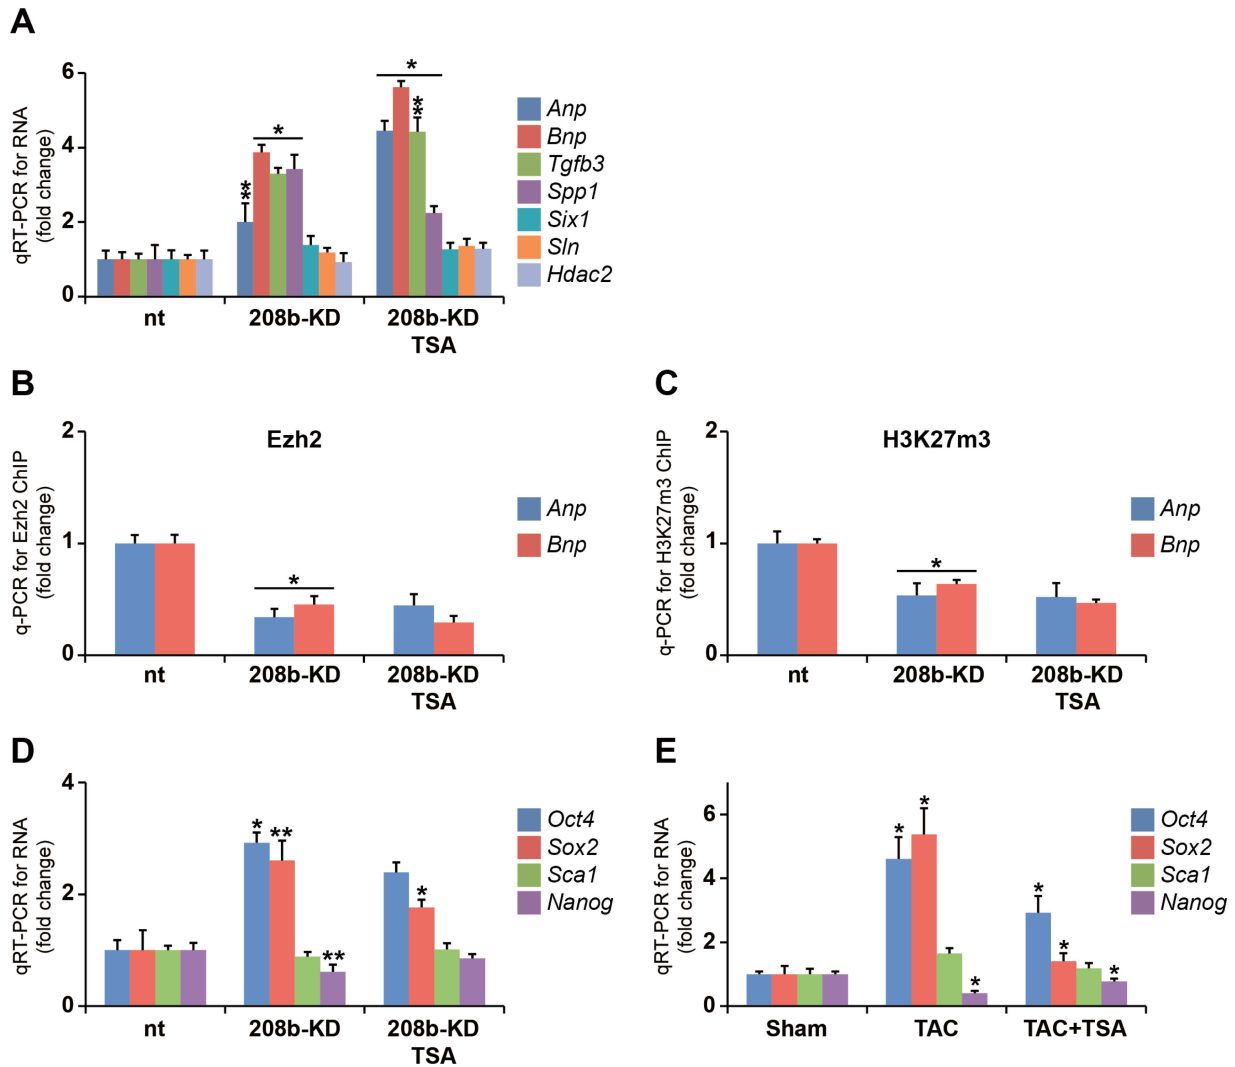 A
qRT-PCR for RNA
(fold change)
6
4
2
0
*
**
*
**
nt
208b-KD
208b-KD
TSA
Anp
Bnp
Tgfb3
Spp1
Six1
Sln
Hdac2
B
Ezh2
q-PCR for Ezh2 ChIP
(fold change)
2
1
0
*
nt
208b-KD
208b-KD
TSA
Anp
Bnp
C
H3K27m3
q-PCR for H3K27m3 ChIP
(fold change)
2
1
0
*
nt
208b-KD
208b-KD
TSA
Anp
Bnp
D
qRT-PCR for RNA
(fold change)
4
2
0
*
**
**
*
nt
208b-KD
208b-KD
TSA
Oct4
Sox2
Sca1
Nanog
E
qRT-PCR for RNA
(fold change)
6
4
2
0
*
*
*
*
*
*
Sham
TAC
TAC+TSA
Oct4
Sox2
Sca1
Nanog